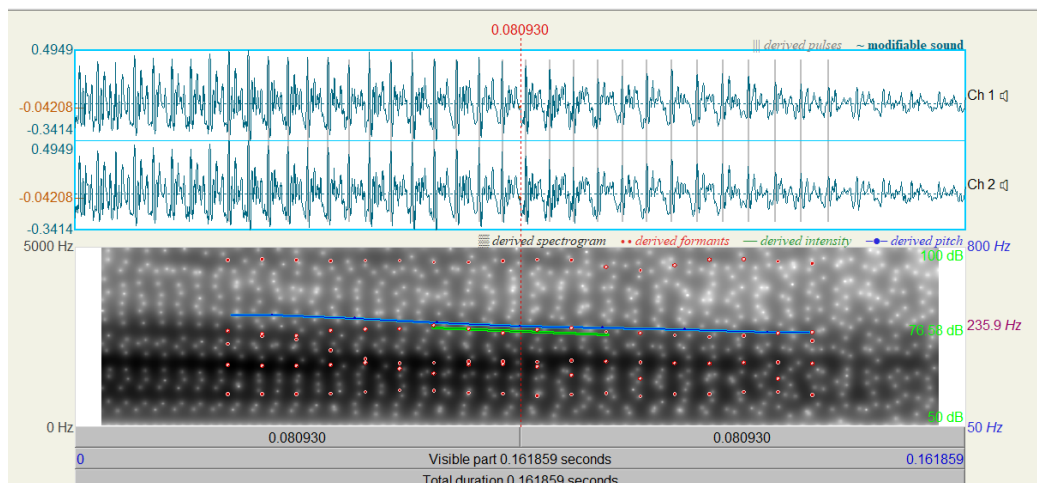 0.080930
||| derived pulses ~ modifiable sound
0.4949
-0.04208
-0.3414
Ch 1
0.4949
-0.04208
-0.3414
Ch 2
derived spectrogram •• derived formants — derived intensity —•— derived pitch
5000 Hz
100 dB
800 Hz
76.58 dB
235.9 Hz
0 Hz
50 dB
50 Hz
0.080930 0.080930
0 Visible part 0.161859 seconds 0.161859
Total duration 0.161859 seconds